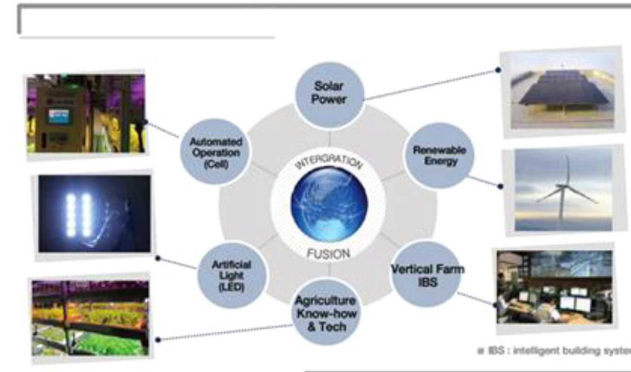 Solar
Power
Automated
Operation
(Cell)
Renewable
Energy
INTERGRATION
FUSION
Artificial
Light
(LED)
Vertical Farm
IBS
Agriculture
Know-how
& Tech
※ IBS : intelligent building system